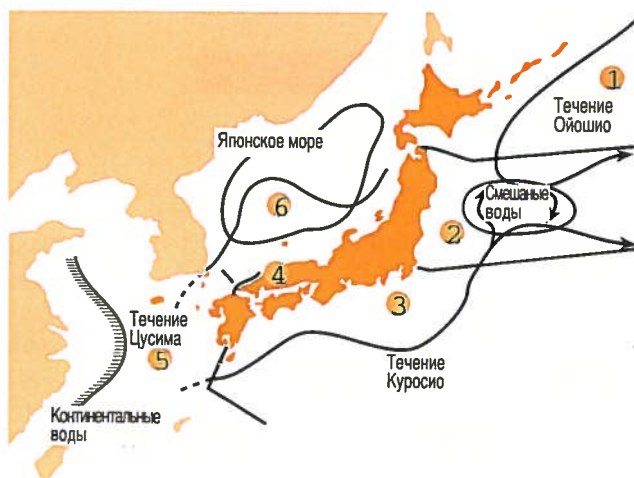 1
Течение
Ойошио
Японское море
6
Смешаные
воды
2
4
3
Течение
Цусима
5
Течение
Куросио
Континентальные
воды